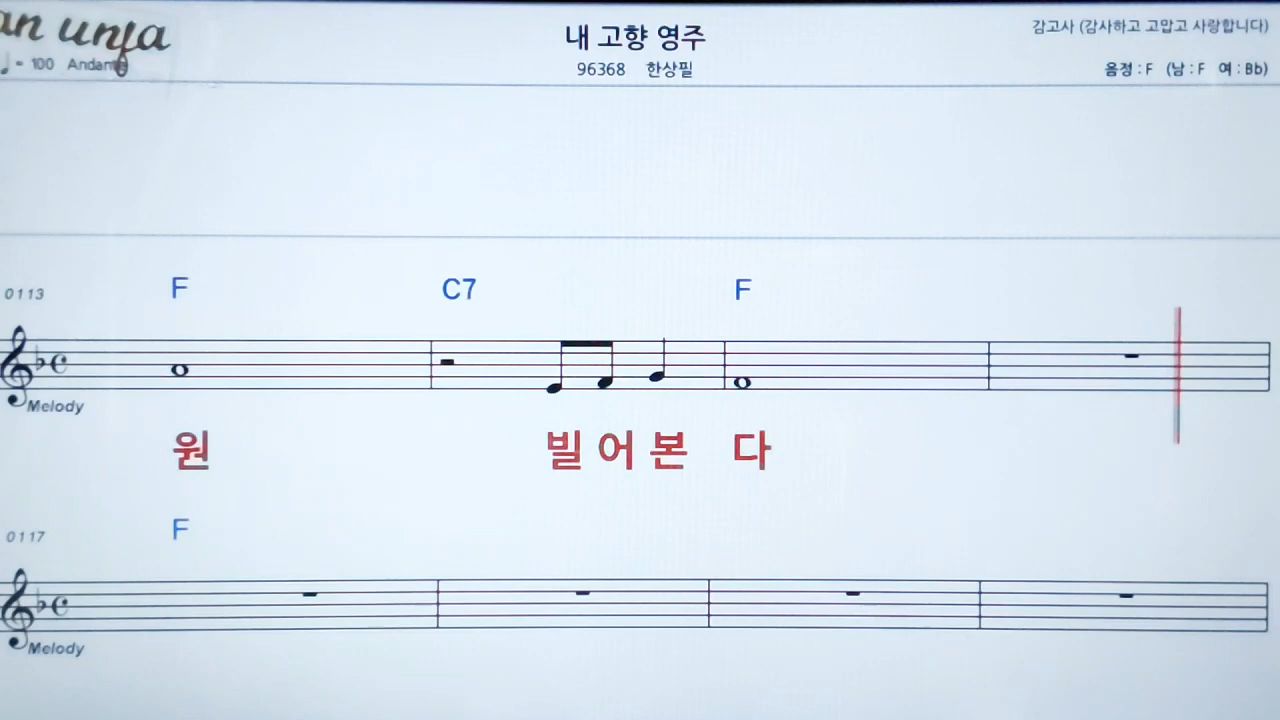 an unfa
내 고향 영주
감고사 (감사하고 고맙고 사랑합니다)
♩ = 100 Andante
96368 한상필
음정 : F (남 : F 여 : Bb)
F C7 F
0113
Melody
원 빌 어 본 다
F
0117
Melody